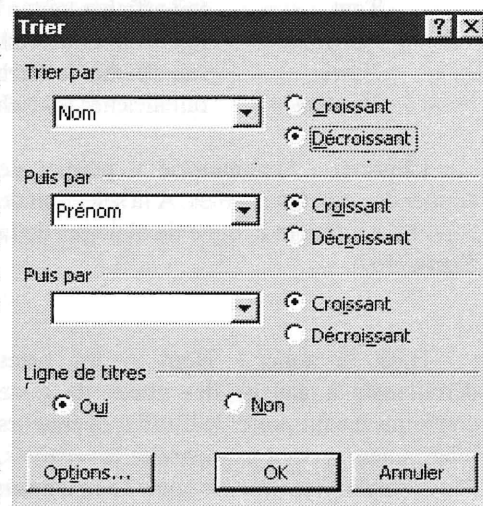 Trier
Trier par
Nom
Croissant
Décroissant
Puis par
Prénom
Croissant
Décroissant
Puis par
Croissant
Décroissant
Ligne de titres
Oui Non
Options... OK Annuler